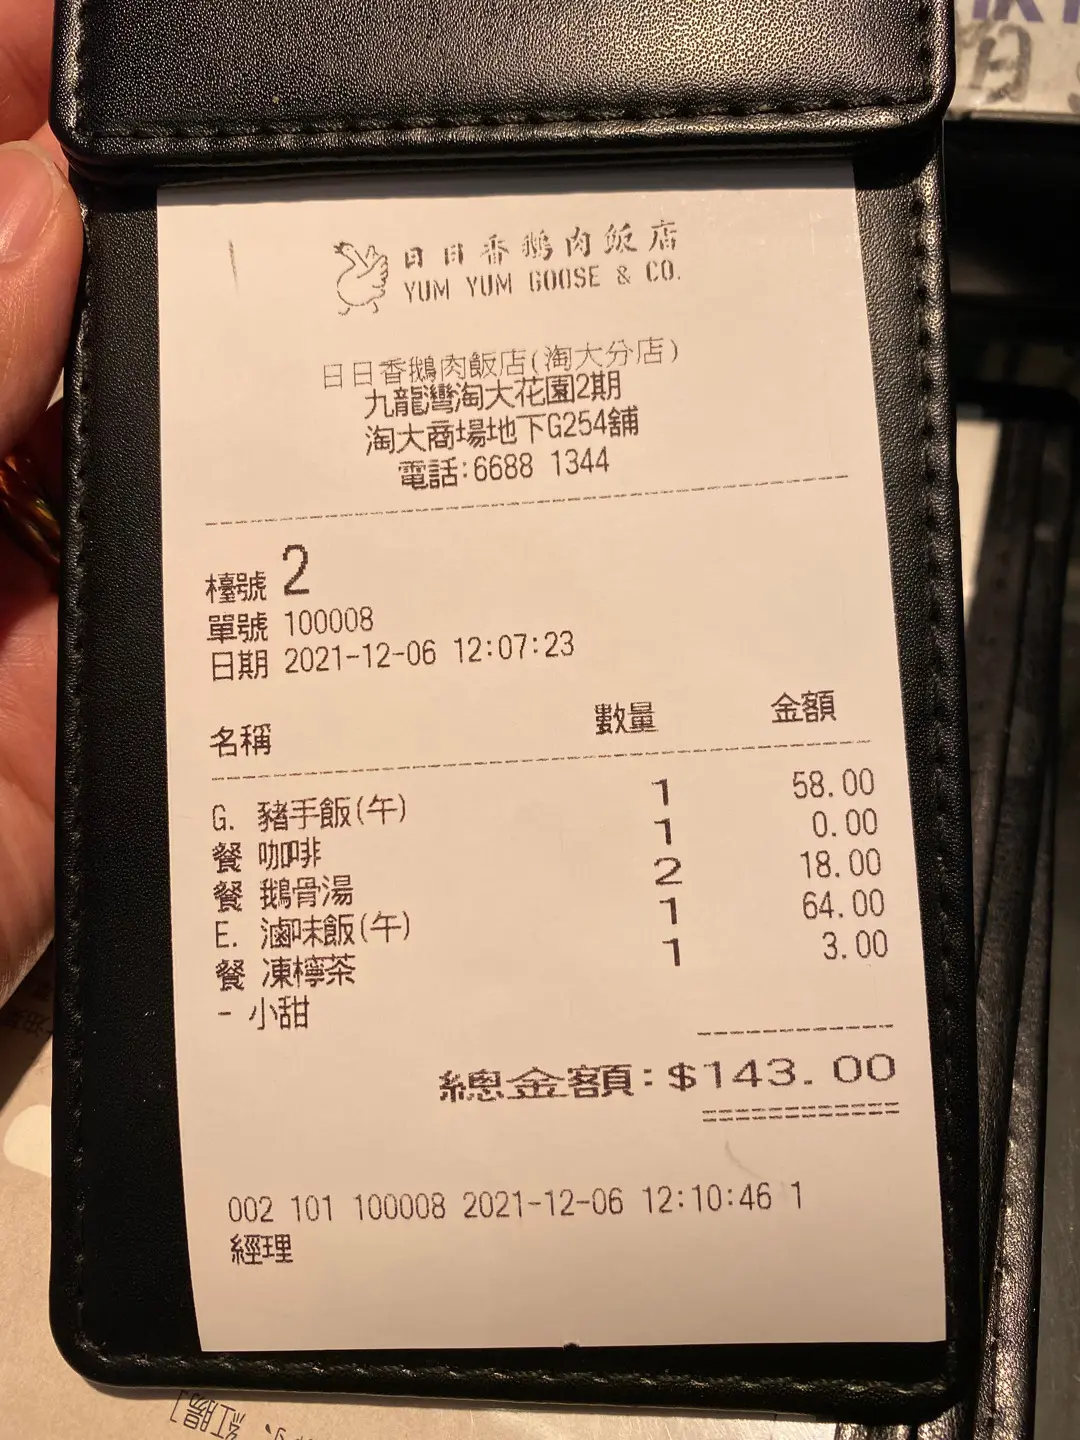 日日香鵝肉飯店
YUM YUM GOOSE & CO.
日日香鵝肉飯店(淘大分店)
九龍灣淘大花園2期
淘大商場地下G254舖
電話:6688 1344
檯號 2
單號 100008
日期 2021-12-06 12:07:23
名稱 數量 金額
G. 豬手飯(午) 1 58.00
餐 咖啡 1 0.00
餐 鵝骨湯 2 18.00
E. 滷味飯(午) 1 64.00
餐 凍檸茶 1 3.00
- 小甜
總金額:$143.00
002 101 100008 2021-12-06 12:10:46 1
經理
紅腸]